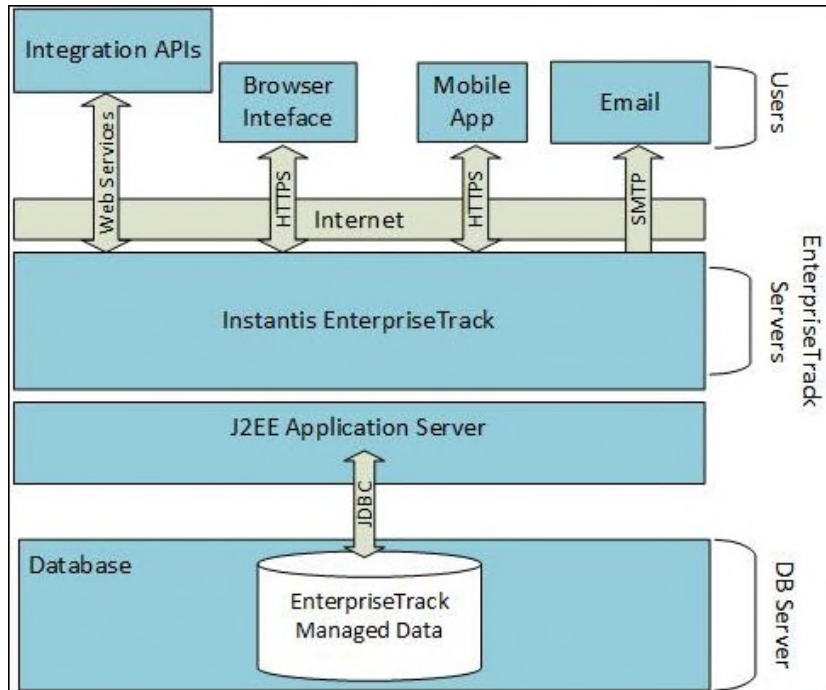 Integration APIs
Browser
Inteface
Mobile
App
Email
Users
Web Services
HTTPS
HTTPS
SMTP
Internet
Instantis EnterpriseTrack
EnterpriseTrack
Servers
J2EE Application Server
JDBC
Database
EnterpriseTrack
Managed Data
DB Server